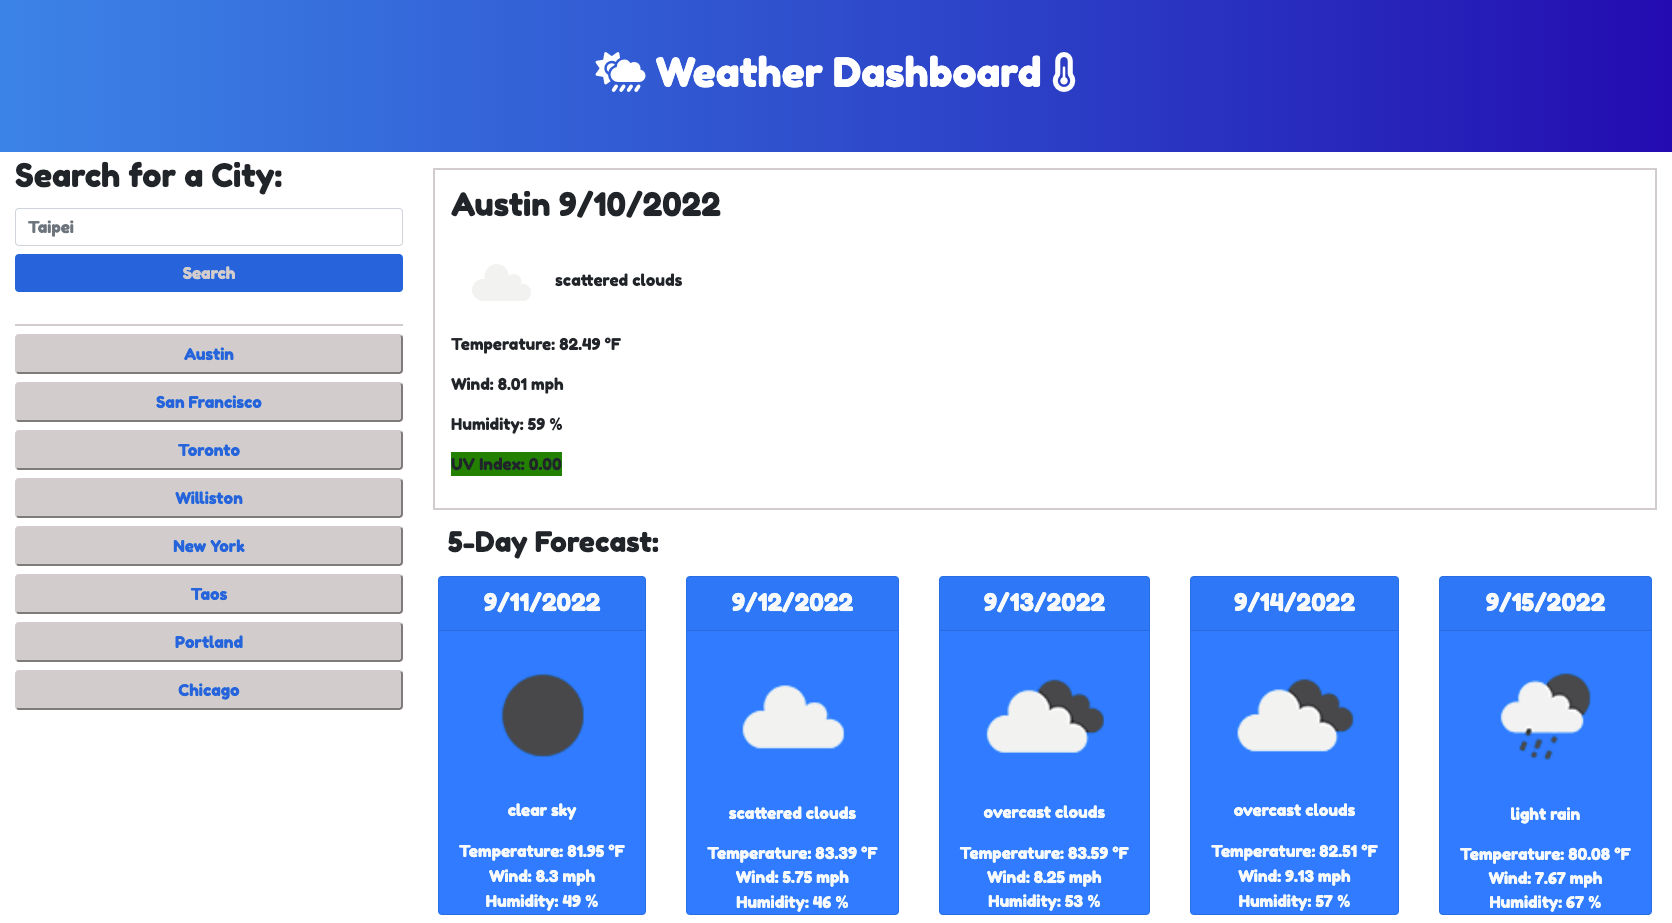 Weather Dashboard
Search for a City:
Taipei
Search
Austin
San Francisco
Toronto
Williston
New York
Taos
Portland
Chicago
Austin 9/10/2022
scattered clouds
Temperature: 82.49 °F
Wind: 8.01 mph
Humidity: 59 %
UV Index: 0.00
5-Day Forecast:
9/11/2022
clear sky
Temperature: 81.95 °F
Wind: 8.3 mph
Humidity: 49 %
9/12/2022
scattered clouds
Temperature: 83.39 °F
Wind: 5.75 mph
Humidity: 46 %
9/13/2022
overcast clouds
Temperature: 83.59 °F
Wind: 8.25 mph
Humidity: 53 %
9/14/2022
overcast clouds
Temperature: 82.51 °F
Wind: 9.13 mph
Humidity: 57 %
9/15/2022
light rain
Temperature: 80.08 °F
Wind: 7.67 mph
Humidity: 67 %